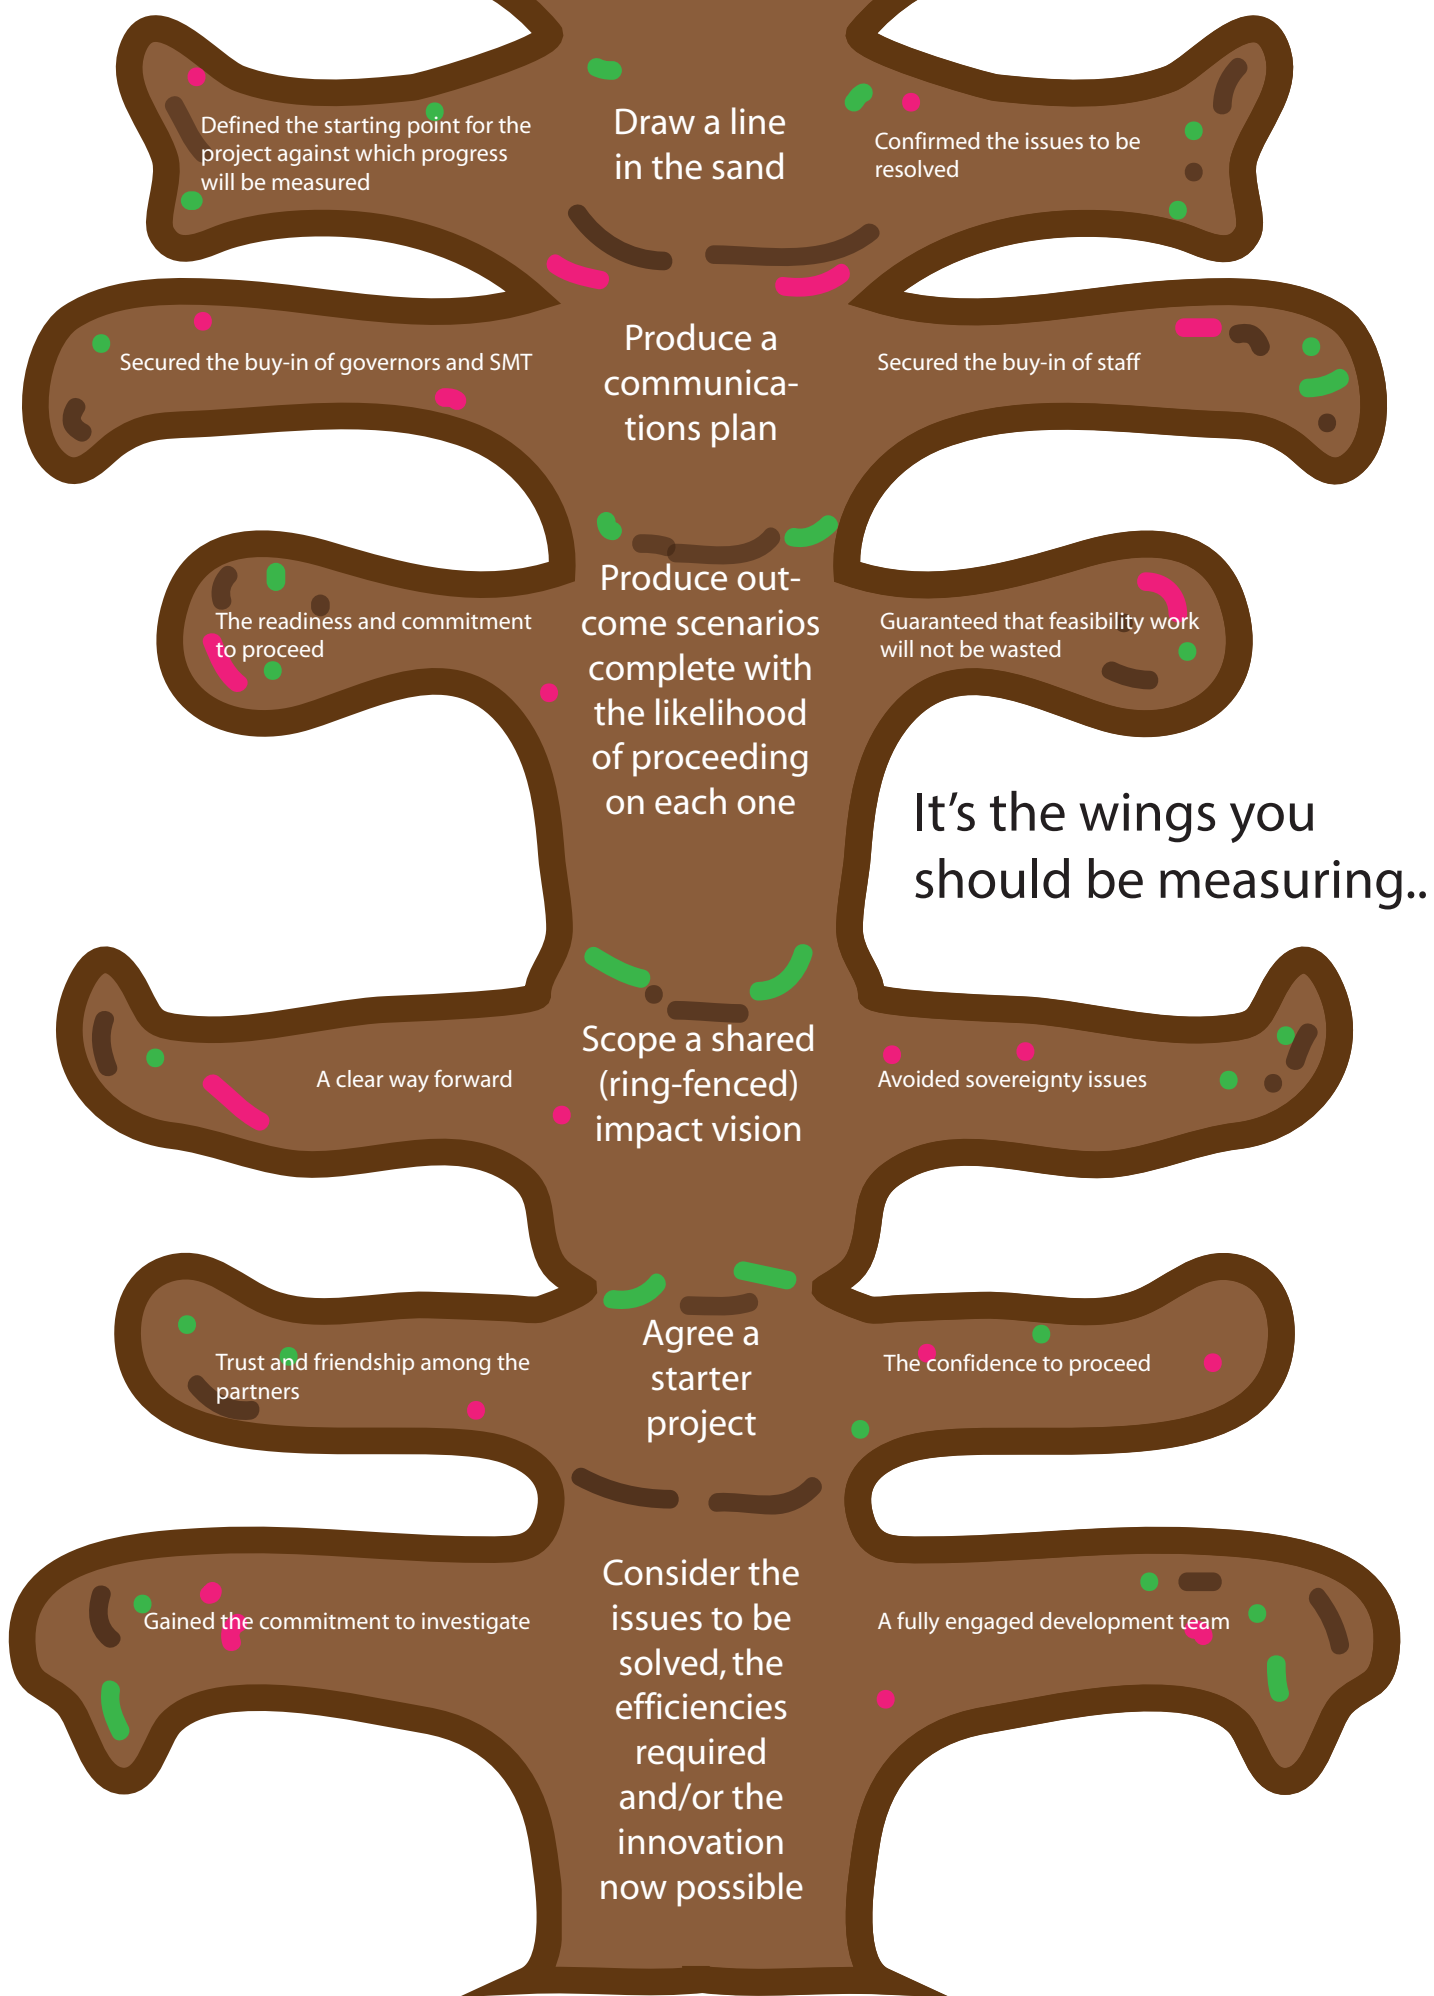 Defined the starting point for the
project against which progress
will be measured
Draw a line
in the sand
Confirmed the issues to be
resolved
Secured the buy-in of governors and SMT
Produce a
communica-
tions plan
Secured the buy-in of staff
The readiness and commitment
to proceed
Produce out-
come scenarios
complete with
the likelihood
of proceeding
on each one
Guaranteed that feasibility work
will not be wasted
It's the wings you
should be measuring..
A clear way forward
Scope a shared
(ring-fenced)
impact vision
Avoided sovereignty issues
Trust and friendship among the
partners
Agree a
starter
project
The confidence to proceed
Gained the commitment to investigate
Consider the
issues to be
solved, the
efficiencies
required
and/or the
innovation
now possible
A fully engaged development team